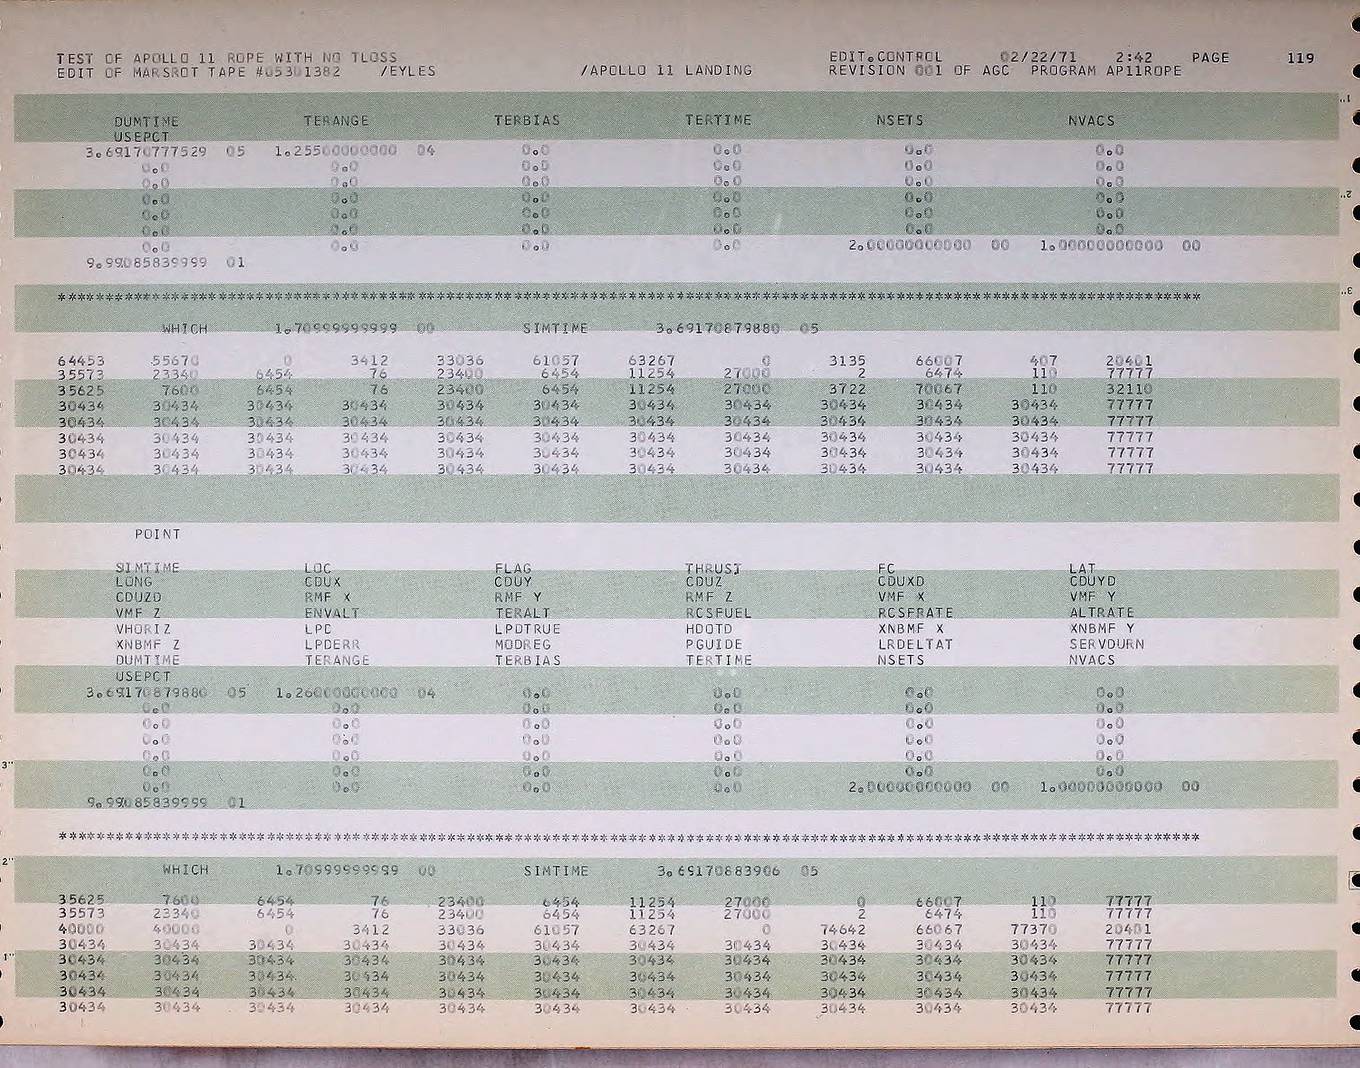 TEST OF APOLLO 11 ROPE WITH NO TLOSS EDIT.CONTROL 02/22/71 2:42 PAGE 119
EDIT OF MARSROT TAPE #05301382 /EYLES /APOLLO 11 LANDING REVISION 001 OF AGC PROGRAM AP11ROPE
DUMTIME TERANGE TERBIAS TERTIME NSETS NVACS
USEPCT
3.69170777529 05 1.25500000000 04 0.0 0.0 0.0 0.0
0.0 0.0 0.0 0.0 0.0 0.0
0.0 0.0 0.0 0.0 0.0 0.0
0.0 0.0 0.0 0.0 0.0 0.0
0.0 0.0 0.0 0.0 0.0 0.0
0.0 0.0 0.0 0.0 0.0 0.0
0.0 0.0 0.0 0.0 2.00000000000 00 1.00000000000 00
9.99085839999 01
WHICH 1.70999999999 00 SIMTIME 3.69170879880 05
64453 55670 0 3412 33036 61057 63267 0 3135 66007 407 20401
35573 23340 6454 76 23400 6454 11254 27000 2 6474 110 77777
35625 7600 6454 76 23400 6454 11254 27000 3722 70067 110 32110
30434 30434 30434 30434 30434 30434 30434 30434 30434 30434 30434 77777
30434 30434 30434 30434 30434 30434 30434 30434 30434 30434 30434 77777
30434 30434 30434 30434 30434 30434 30434 30434 30434 30434 30434 77777
30434 30434 30434 30434 30434 30434 30434 30434 30434 30434 30434 77777
30434 30434 30434 30434 30434 30434 30434 30434 30434 30434 30434 77777
POINT
SIMTIME LOC FLAG THRUST FC LAT
LONG CDUX CDUY CDUZ CDUXD CDUYD
CDUZD RMF X RMF Y RMF Z VMF X VMF Y
VMF Z ENVALT TERALT RCSFUEL RCSFRATE ALTRATE
VHORIZ LPD LPDTRUE HDOTD XNBMF X XNBMF Y
XNBMF Z LPDERR MODREG PGUIDE LRDELTAT SERVDURN
DUMTIME TERANGE TERBIAS TERTIME NSETS NVACS
USEPCT
3.69170879880 05 1.26000000000 04 0.0 0.0 0.0 0.0
0.0 0.0 0.0 0.0 0.0 0.0
0.0 0.0 0.0 0.0 0.0 0.0
0.0 0.0 0.0 0.0 0.0 0.0
0.0 0.0 0.0 0.0 0.0 0.0
0.0 0.0 0.0 0.0 0.0 0.0
0.0 0.0 0.0 0.0 2.00000000000 00 1.00000000000 00
9.99085839999 01
WHICH 1.70999999999 00 SIMTIME 3.69170883906 05
35625 7600 6454 76 23400 6454 11254 27000 0 66007 110 77777
35573 23340 6454 76 23400 6454 11254 27000 2 6474 110 77777
40000 40000 0 3412 33036 61057 63267 0 74642 66067 77370 20401
30434 30434 30434 30434 30434 30434 30434 30434 30434 30434 30434 77777
30434 30434 30434 30434 30434 30434 30434 30434 30434 30434 30434 77777
30434 30434 30434 30434 30434 30434 30434 30434 30434 30434 30434 77777
30434 30434 30434 30434 30434 30434 30434 30434 30434 30434 30434 77777
30434 30434 30434 30434 30434 30434 30434 30434 30434 30434 30434 77777